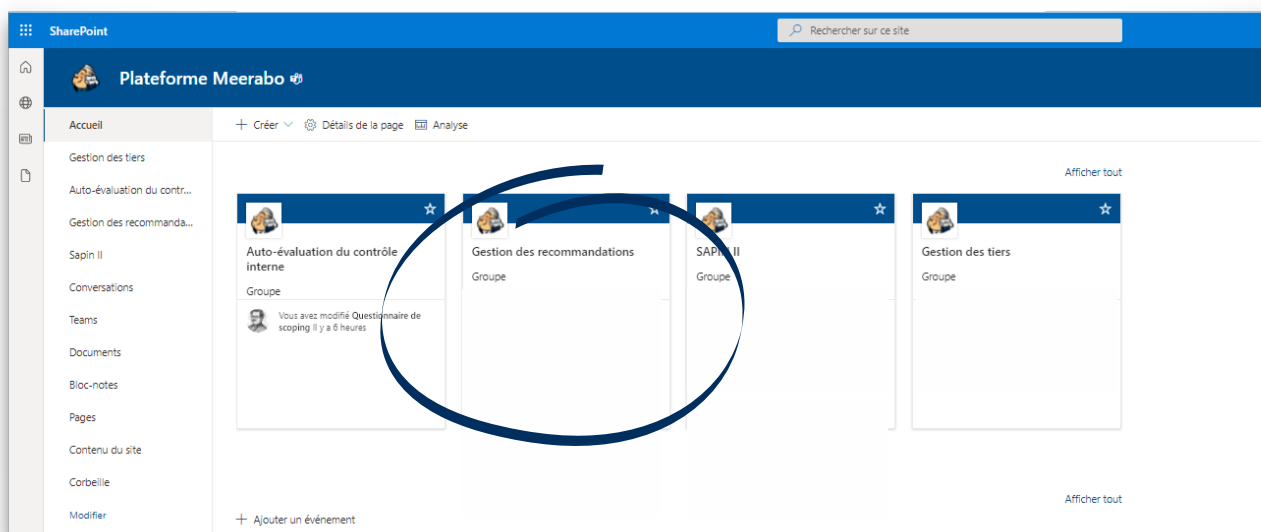 SharePoint
Rechercher sur ce site
Plateforme Meerabo
Accueil
Gestion des tiers
Auto-évaluation du contr...
Gestion des recommanda...
Sapin II
Conversations
Teams
Documents
Bloc-notes
Pages
Contenu du site
Corbeille
Modifier
Créer
Détails de la page
Analyse
Afficher tout
Auto-évaluation du contrôle
interne
Groupe
Vous avez modifié Questionnaire de
scoping Il y a 6 heures
Gestion des recommandations
Groupe
SAPIN II
Groupe
Gestion des tiers
Groupe
Afficher tout
Ajouter un événement